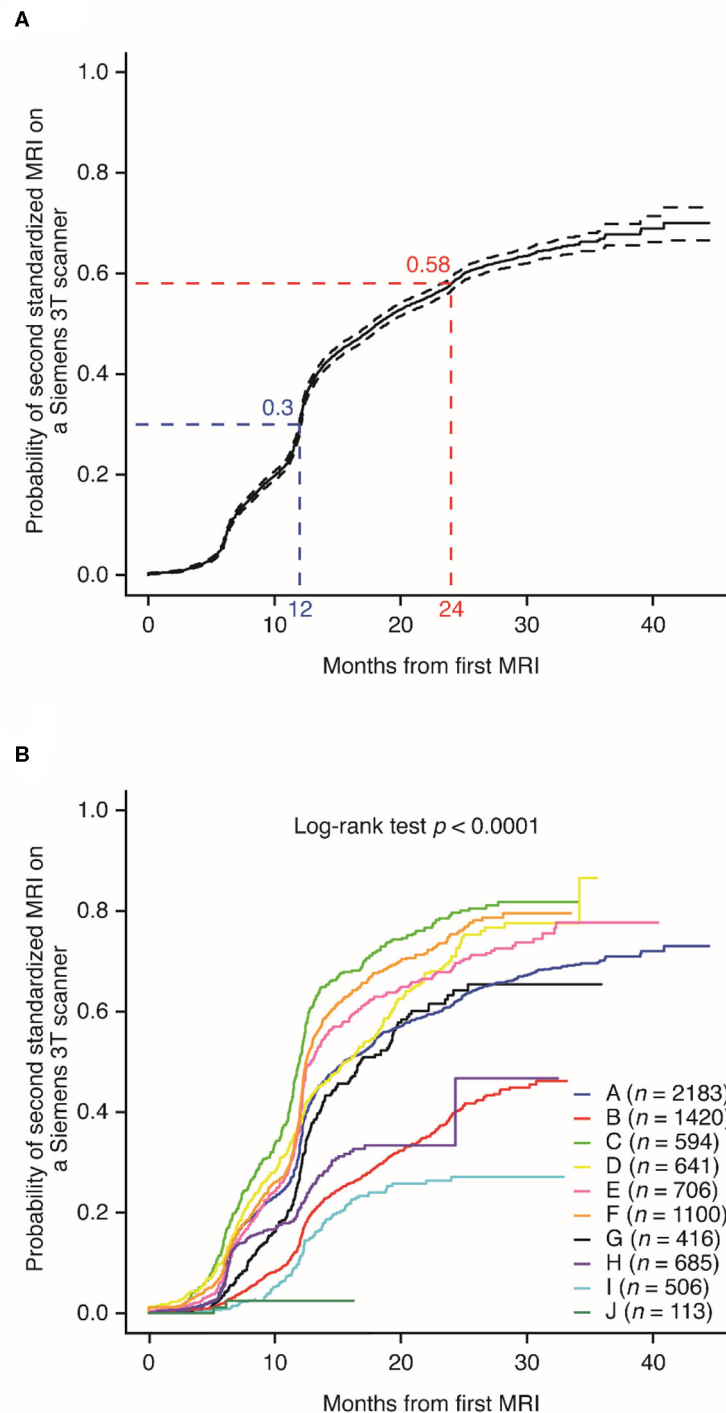 A
Probability of second standardized MRI on
a Siemens 3T scanner
1.0
0.8
0.6
0.4
0.2
0.0
0.58
0.3
12
24
0
10
20
30
40
Months from first MRI
B
Probability of second standardized MRI on
a Siemens 3T scanner
1.0
0.8
0.6
0.4
0.2
0.0
Log-rank test p < 0.0001
A (n = 2183)
B (n = 1420)
C (n = 594)
D (n = 641)
E (n = 706)
F (n = 1100)
G (n = 416)
H (n = 685)
I (n = 506)
J (n = 113)
0
10
20
30
40
Months from first MRI